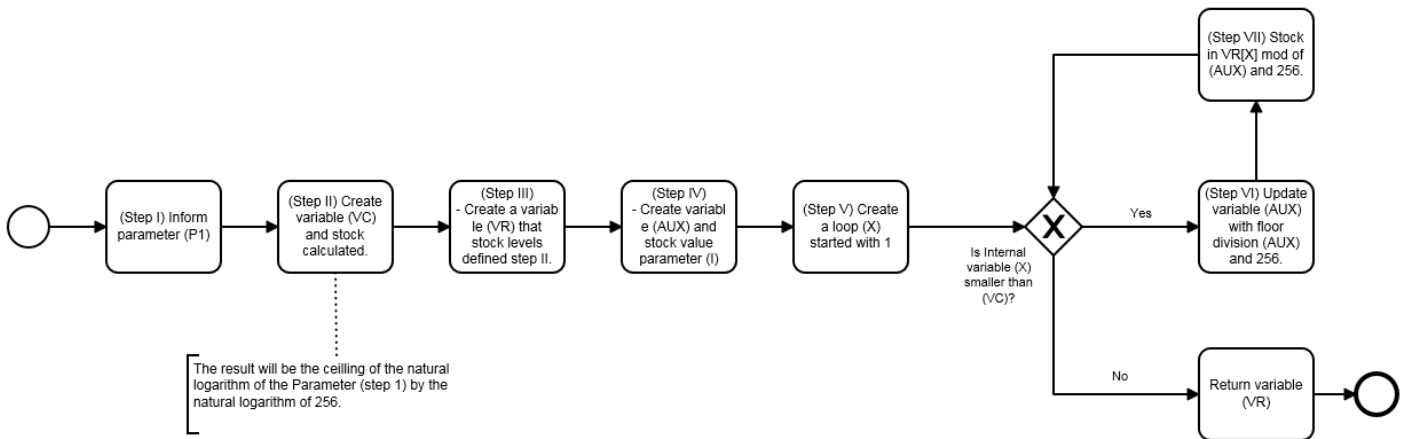 (Step I) Inform
parameter (P1)
(Step II) Create
variable (VC)
and stock
calculated.
The result will be the ceilling of the natural
logarithm of the Parameter (step 1) by the
natural logarithm of 256.
(Step III)
- Create a variab
le (VR) that
stock levels
defined step II.
(Step IV)
- Create variabl
e (AUX) and
stock value
parameter (I)
(Step V) Create
a loop (X)
started with 1
X
Is Internal
variable (X)
smaller than
(VC)?
Yes
(Step VI) Update
variable (AUX)
with floor
division (AUX)
and 256.
(Step VII) Stock
in VR[X] mod of
(AUX) and 256.
No
Return variable
(VR)